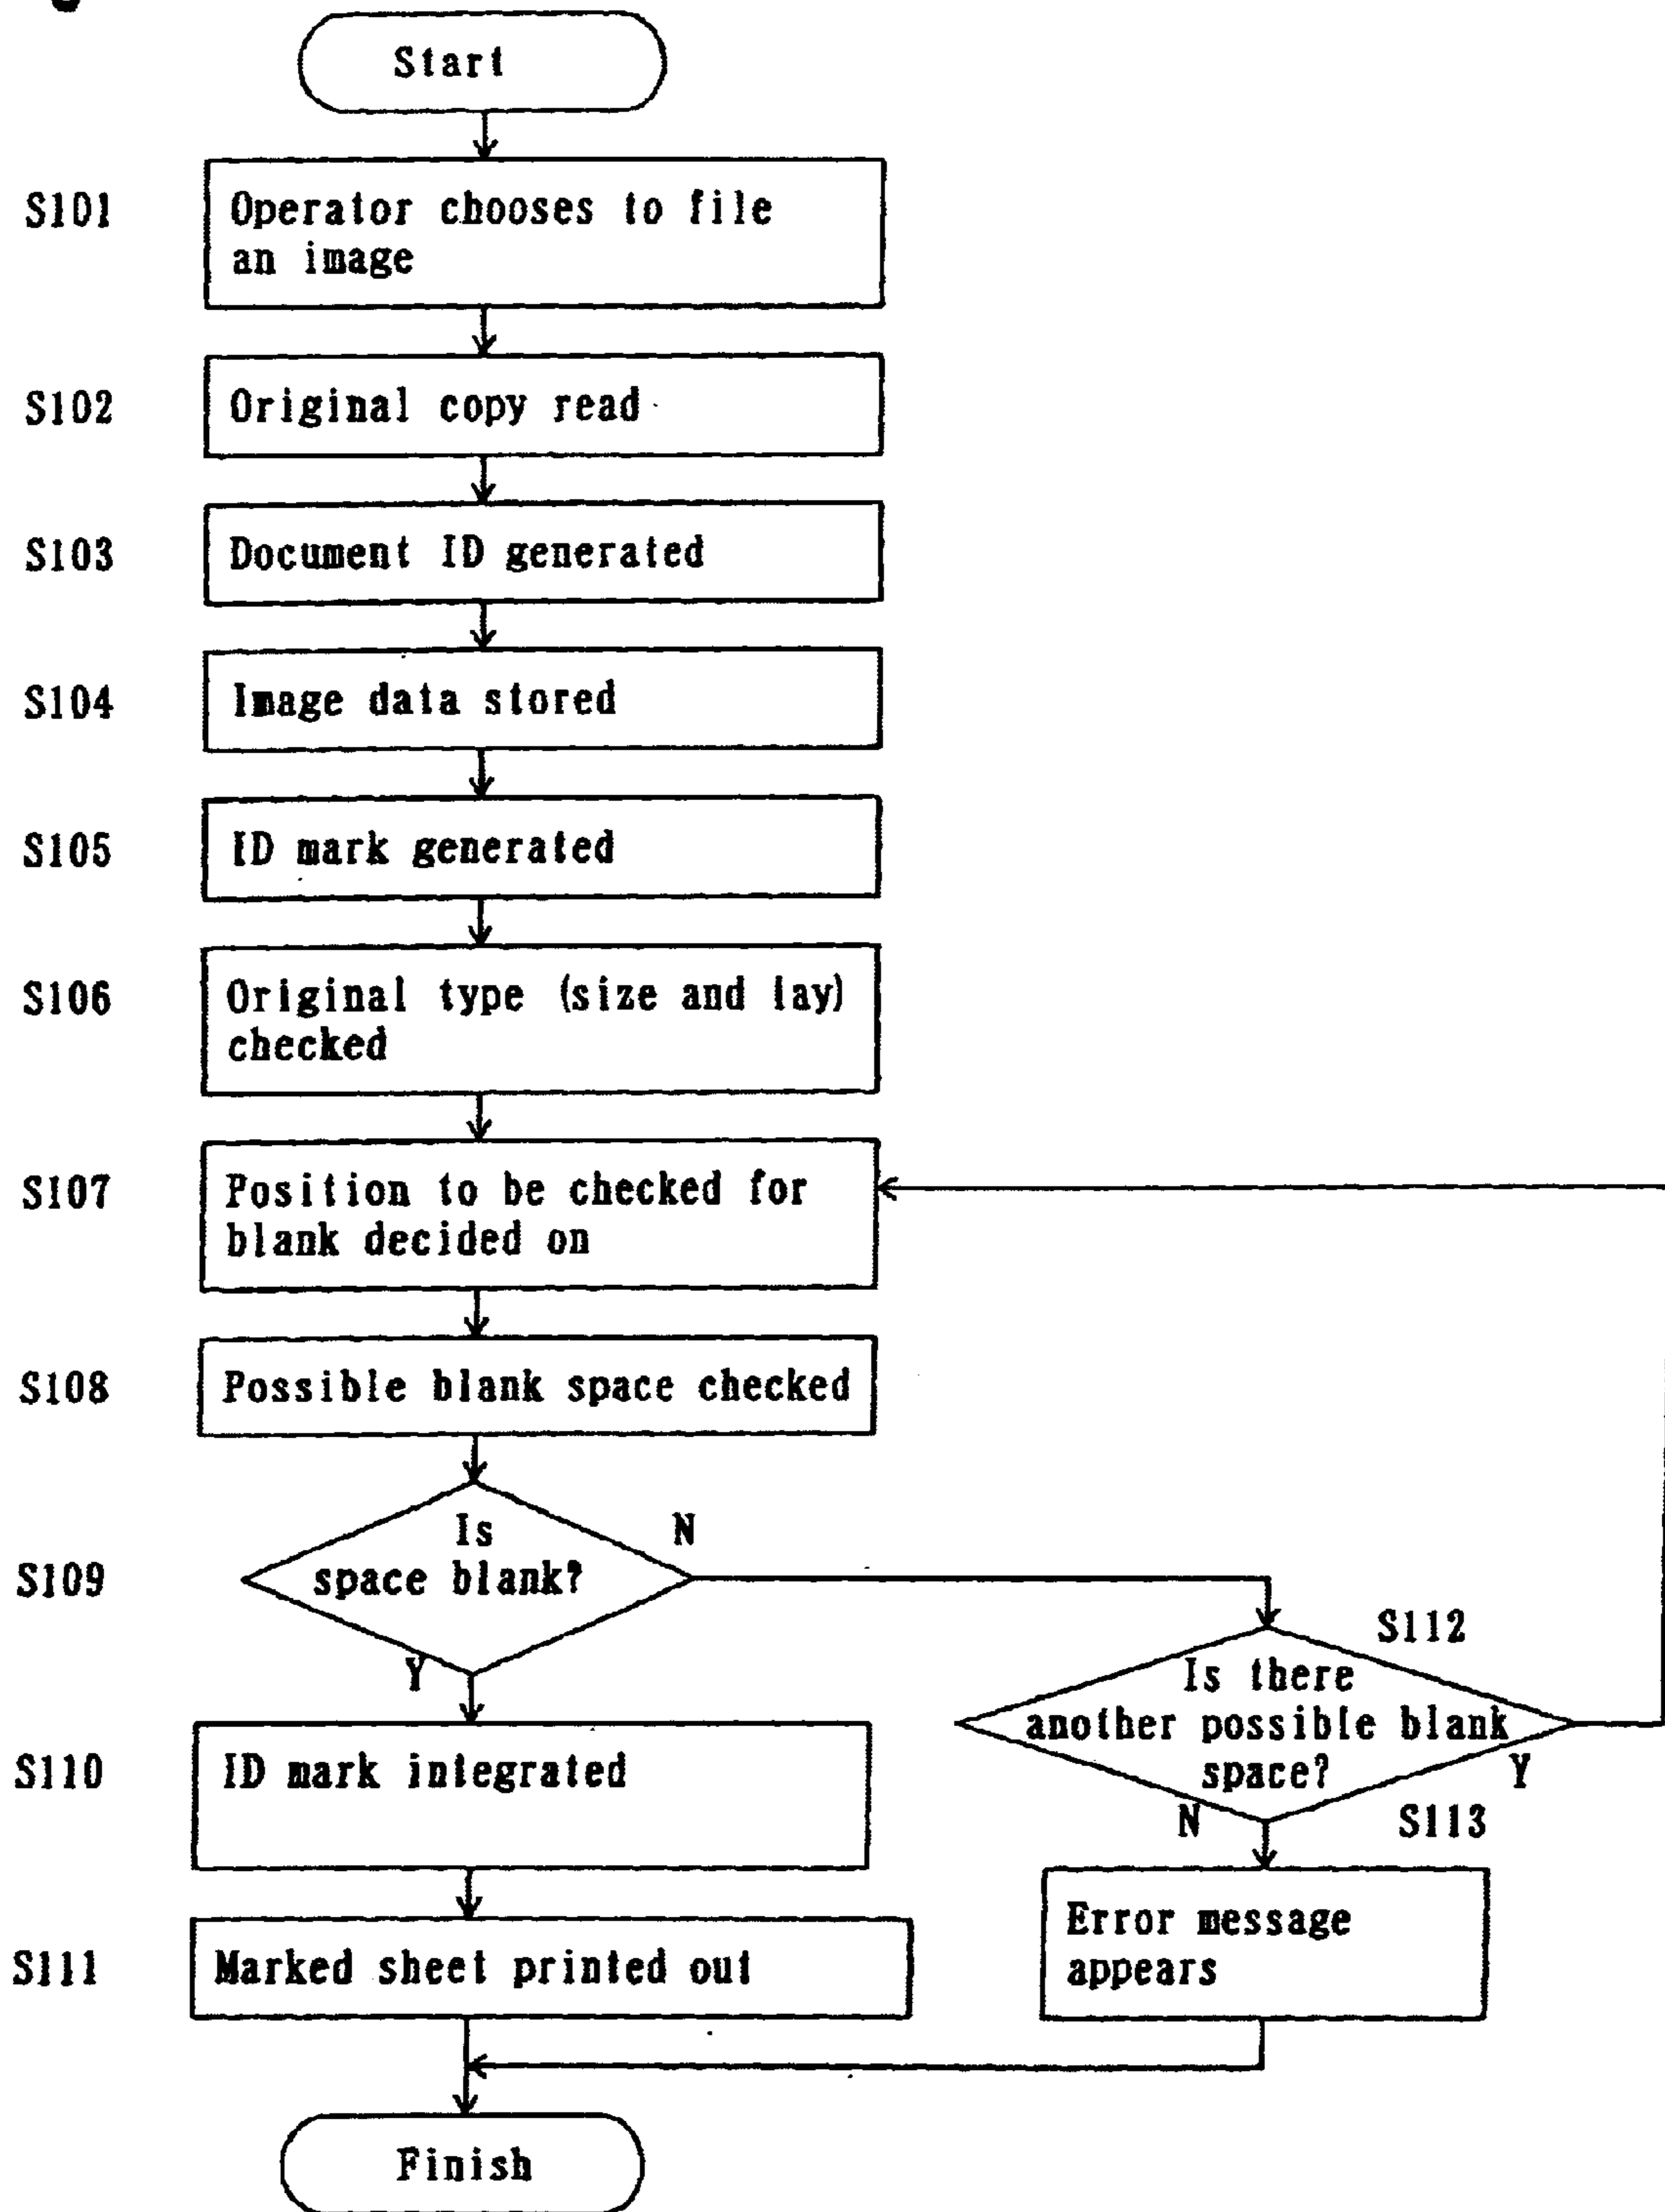 Start
S101
Operator chooses to file
an image
S102
Original copy read
S103
Document ID generated
S104
Image data stored
S105
ID mark generated
S106
Original type (size and lay)
checked
S107
Position to be checked for
blank decided on
S108
Possible blank space checked
S109
Is
space blank?
N
Y
S112
Is there
another possible blank
space?
Y
N
S110
ID mark integrated
S113
Error message
appears
S111
Marked sheet printed out
Finish